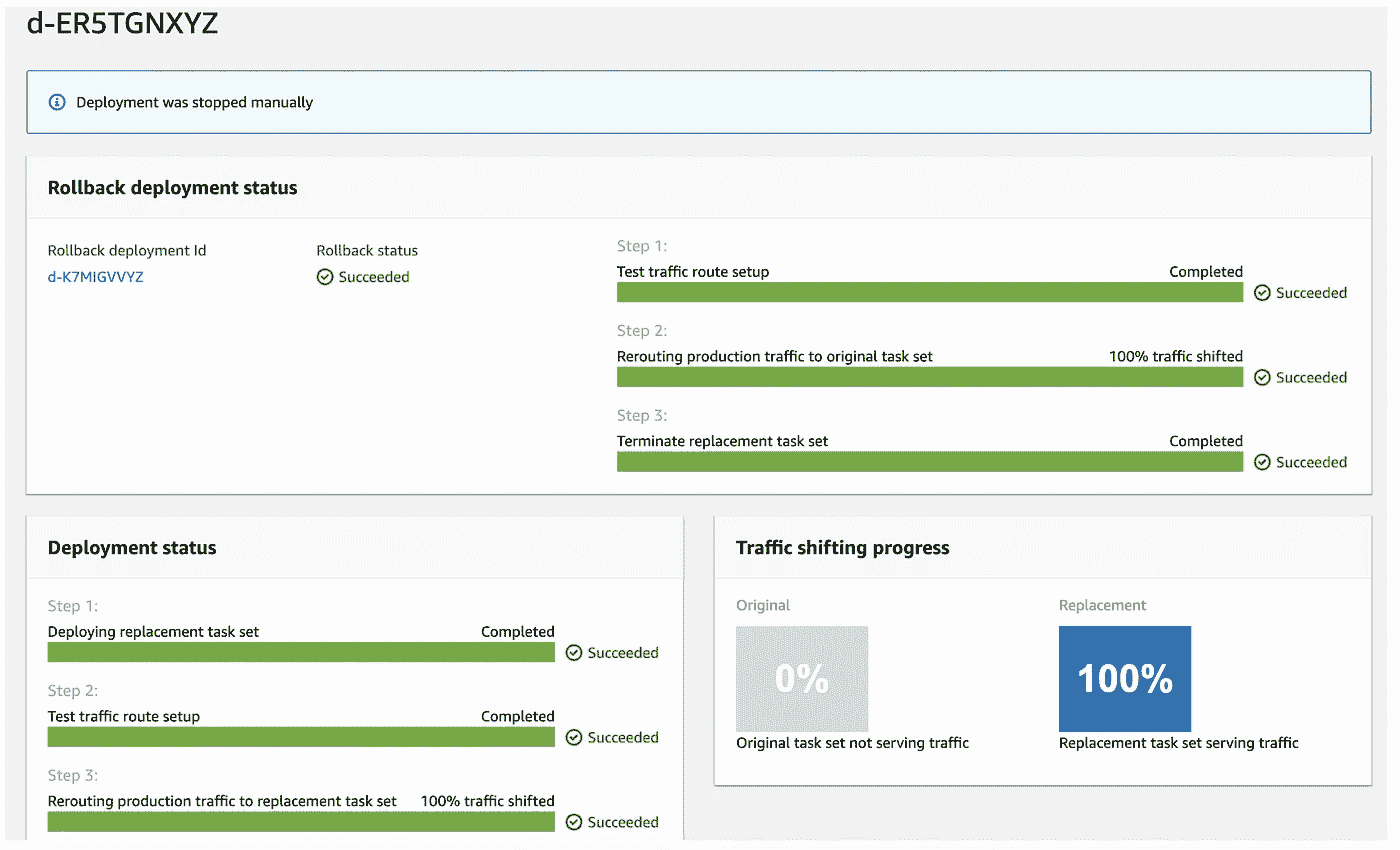 d-ER5TGNXYZ
Deployment was stopped manually
Rollback deployment status
Rollback deployment Id
d-K7MIGVVYZ
Rollback status
Succeeded
Step 1:
Test traffic route setup Completed
Succeeded
Step 2:
Rerouting production traffic to original task set 100% traffic shifted
Succeeded
Step 3:
Terminate replacement task set Completed
Succeeded
Deployment status
Step 1:
Deploying replacement task set Completed
Succeeded
Step 2:
Test traffic route setup Completed
Succeeded
Step 3:
Rerouting production traffic to replacement task set 100% traffic shifted
Succeeded
Traffic shifting progress
Original
0%
Original task set not serving traffic
Replacement
100%
Replacement task set serving traffic